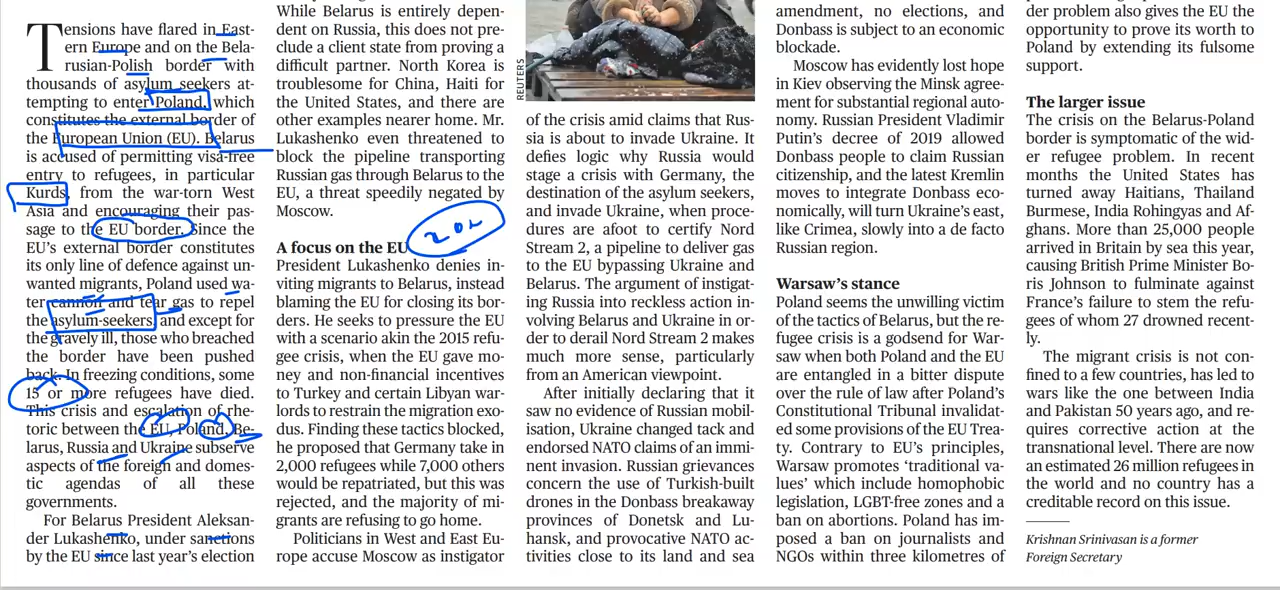 Tensions have flared in East-
ern Europe and on the Bela-
rusian-Polish border with
thousands of asylum seekers at-
tempting to enter Poland, which
constitutes the external border of
the European Union (EU). Belarus
is accused of permitting visa-free
entry to refugees, in particular
Kurds, from the war-torn West
Asia and encouraging their pas-
sage to the EU border. Since the
EU's external border constitutes
its only line of defence against un-
wanted migrants, Poland used wa-
ter cannon and tear gas to repel
the asylum-seekers and except for
the gravely ill, those who breached
the border have been pushed
back. In freezing conditions, some
15 or more refugees have died.
This crisis and escalation of rhe-
toric between the EU, Poland, Be-
larus, Russia and Ukraine subserve
aspects of the foreign and domes-
tic agendas of all these
governments.
For Belarus President Aleksan-
der Lukashenko, under sanctions
by the EU since last year's election
While Belarus is entirely depen-
dent on Russia, this does not pre-
clude a client state from proving a
difficult partner. North Korea is
troublesome for China, Haiti for
the United States, and there are
other examples nearer home. Mr.
Lukashenko even threatened to
block the pipeline transporting
Russian gas through Belarus to the
EU, a threat speedily negated by
Moscow.
A focus on the EU
President Lukashenko denies in-
viting migrants to Belarus, instead
blaming the EU for closing its bor-
ders. He seeks to pressure the EU
with a scenario akin the 2015 refu-
gee crisis, when the EU gave mo-
ney and non-financial incentives
to Turkey and certain Libyan war-
lords to restrain the migration exo-
dus. Finding these tactics blocked,
he proposed that Germany take in
2,000 refugees while 7,000 others
would be repatriated, but this was
rejected, and the majority of mi-
grants are refusing to go home.
Politicians in West and East Eu-
rope accuse Moscow as instigator
REUTERS
of the crisis amid claims that Rus-
sia is about to invade Ukraine. It
defies logic why Russia would
stage a crisis with Germany, the
destination of the asylum seekers,
and invade Ukraine, when proce-
dures are afoot to certify Nord
Stream 2, a pipeline to deliver gas
to the EU bypassing Ukraine and
Belarus. The argument of instigat-
ing Russia into reckless action in-
volving Belarus and Ukraine in or-
der to derail Nord Stream 2 makes
much more sense, particularly
from an American viewpoint.
After initially declaring that it
saw no evidence of Russian mobil-
isation, Ukraine changed tack and
endorsed NATO claims of an immi-
nent invasion. Russian grievances
concern the use of Turkish-built
drones in the Donbass breakaway
provinces of Donetsk and Lu-
hansk, and provocative NATO ac-
tivities close to its land and sea
amendment, no elections, and
Donbass is subject to an economic
blockade.
Moscow has evidently lost hope
in Kiev observing the Minsk agree-
ment for substantial regional auto-
nomy. Russian President Vladimir
Putin's decree of 2019 allowed
Donbass people to claim Russian
citizenship, and the latest Kremlin
moves to integrate Donbass eco-
nomically, will turn Ukraine's east,
like Crimea, slowly into a de facto
Russian region.
Warsaw's stance
Poland seems the unwilling victim
of the tactics of Belarus, but the re-
fugee crisis is a godsend for War-
saw when both Poland and the EU
are entangled in a bitter dispute
over the rule of law after Poland's
Constitutional Tribunal invalidat-
ed some provisions of the EU Trea-
ty. Contrary to EU's principles,
Warsaw promotes 'traditional va-
lues' which include homophobic
legislation, LGBT-free zones and a
ban on abortions. Poland has im-
posed a ban on journalists and
NGOs within three kilometres of
der problem also gives the EU the
opportunity to prove its worth to
Poland by extending its fulsome
support.
The larger issue
The crisis on the Belarus-Poland
border is symptomatic of the wid-
er refugee problem. In recent
months the United States has
turned away Haitians, Thailand
Burmese, India Rohingyas and Af-
ghans. More than 25,000 people
arrived in Britain by sea this year,
causing British Prime Minister Bo-
ris Johnson to fulminate against
France's failure to stem the refu-
gees of whom 27 drowned recent-
ly.
The migrant crisis is not con-
fined to a few countries, has led to
wars like the one between India
and Pakistan 50 years ago, and re-
quires corrective action at the
transnational level. There are now
an estimated 26 million refugees in
the world and no country has a
creditable record on this issue.
Krishnan Srinivasan is a former
Foreign Secretary